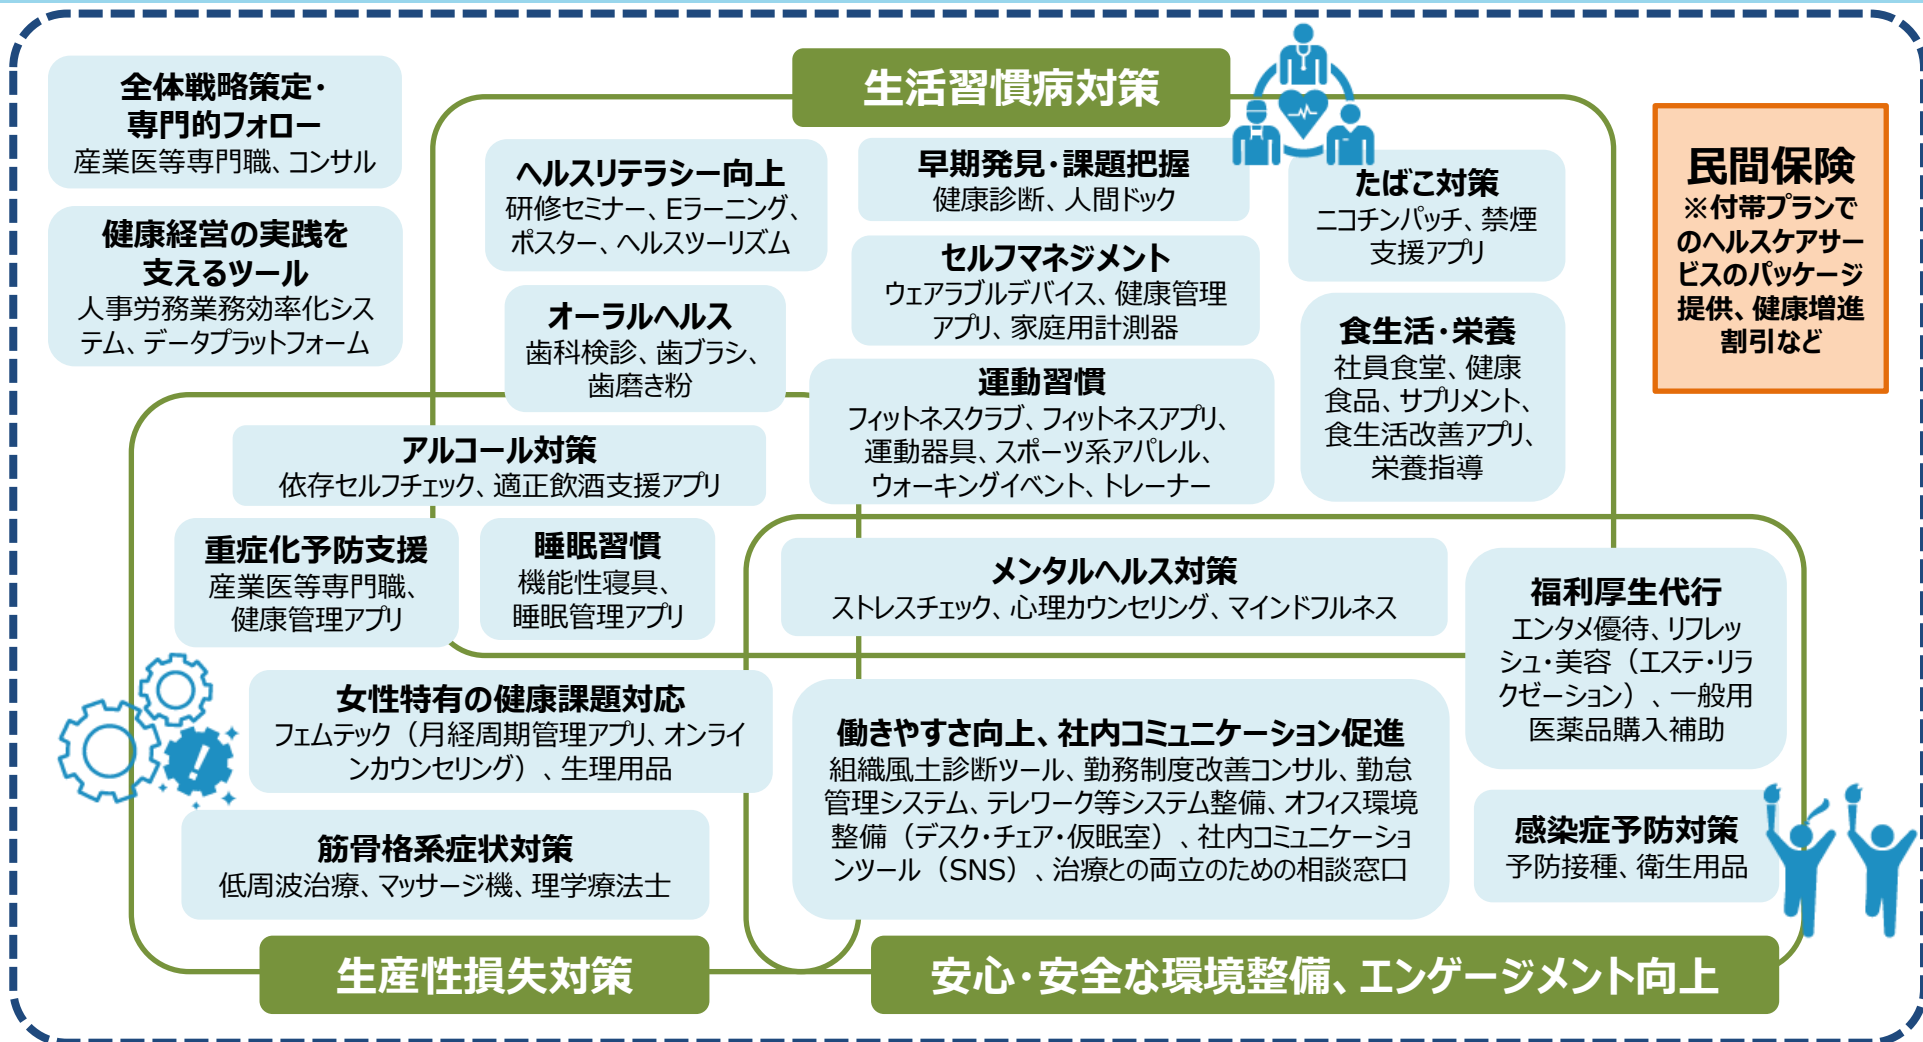 全体戦略策定・
専門的フォロー
産業医等専門職、コンサル
健康経営の実践を
支えるツール
人事労務業務効率化シス
テム、データプラットフォーム
生活習慣病対策
ヘルスリテラシー向上
研修セミナー、Eラーニング、
ポスター、ヘルスツーリズム
早期発見・課題把握
健康診断、人間ドック
たばこ対策
ニコチンパッチ、禁煙
支援アプリ
民間保険
※付帯プランで
のヘルスケアサー
ビスのパッケージ
提供、健康増進
割引など
オーラルヘルス
歯科検診、歯ブラシ、
歯磨き粉
セルフマネジメント
ウェアラブルデバイス、健康管理
アプリ、家庭用計測器
食生活・栄養
社員食堂、健康
食品、サプリメント、
食生活改善アプリ、
栄養指導
運動習慣
フィットネスクラブ、フィットネスアプリ、
運動器具、スポーツ系アパレル、
ウォーキングイベント、トレーナー
アルコール対策
依存セルフチェック、適正飲酒支援アプリ
重症化予防支援
産業医等専門職、
健康管理アプリ
睡眠習慣
機能性寝具、
睡眠管理アプリ
メンタルヘルス対策
ストレスチェック、心理カウンセリング、マインドフルネス
福利厚生代行
エンタメ優待、リフレッ
シュ・美容（エステ・リラ
クゼーション）、一般用
医薬品購入補助
女性特有の健康課題対応
フェムテック（月経周期管理アプリ、オンライ
ンカウンセリング）、生理用品
働きやすさ向上、社内コミュニケーション促進
組織風土診断ツール、勤務制度改善コンサル、勤怠
管理システム、テレワーク等システム整備、オフィス環境
整備（デスク・チェア・仮眠室）、社内コミュニケーショ
ンツール（SNS）、治療との両立のための相談窓口
感染症予防対策
予防接種、衛生用品
筋骨格系症状対策
低周波治療、マッサージ機、理学療法士
生産性損失対策
安心・安全な環境整備、エンゲージメント向上